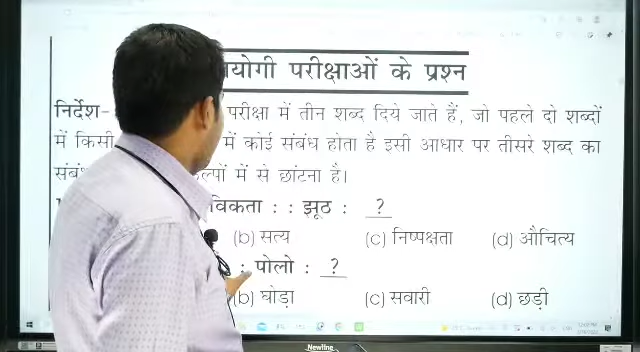 योगी परीक्षाओं के प्रश्न
निर्देश- परीक्षा में तीन शब्द दिये जाते हैं, जो पहले दो शब्दों
में किसी में कोई संबंध होता है इसी आधार पर तीसरे शब्द का
में से छांटना है।
: : झूठ : ?
(b) सत्य (c) निष्पक्षता (d) औचित्य
: पोलो : ?
(b) घोड़ा (c) सवारी (d) छड़ी
Newline